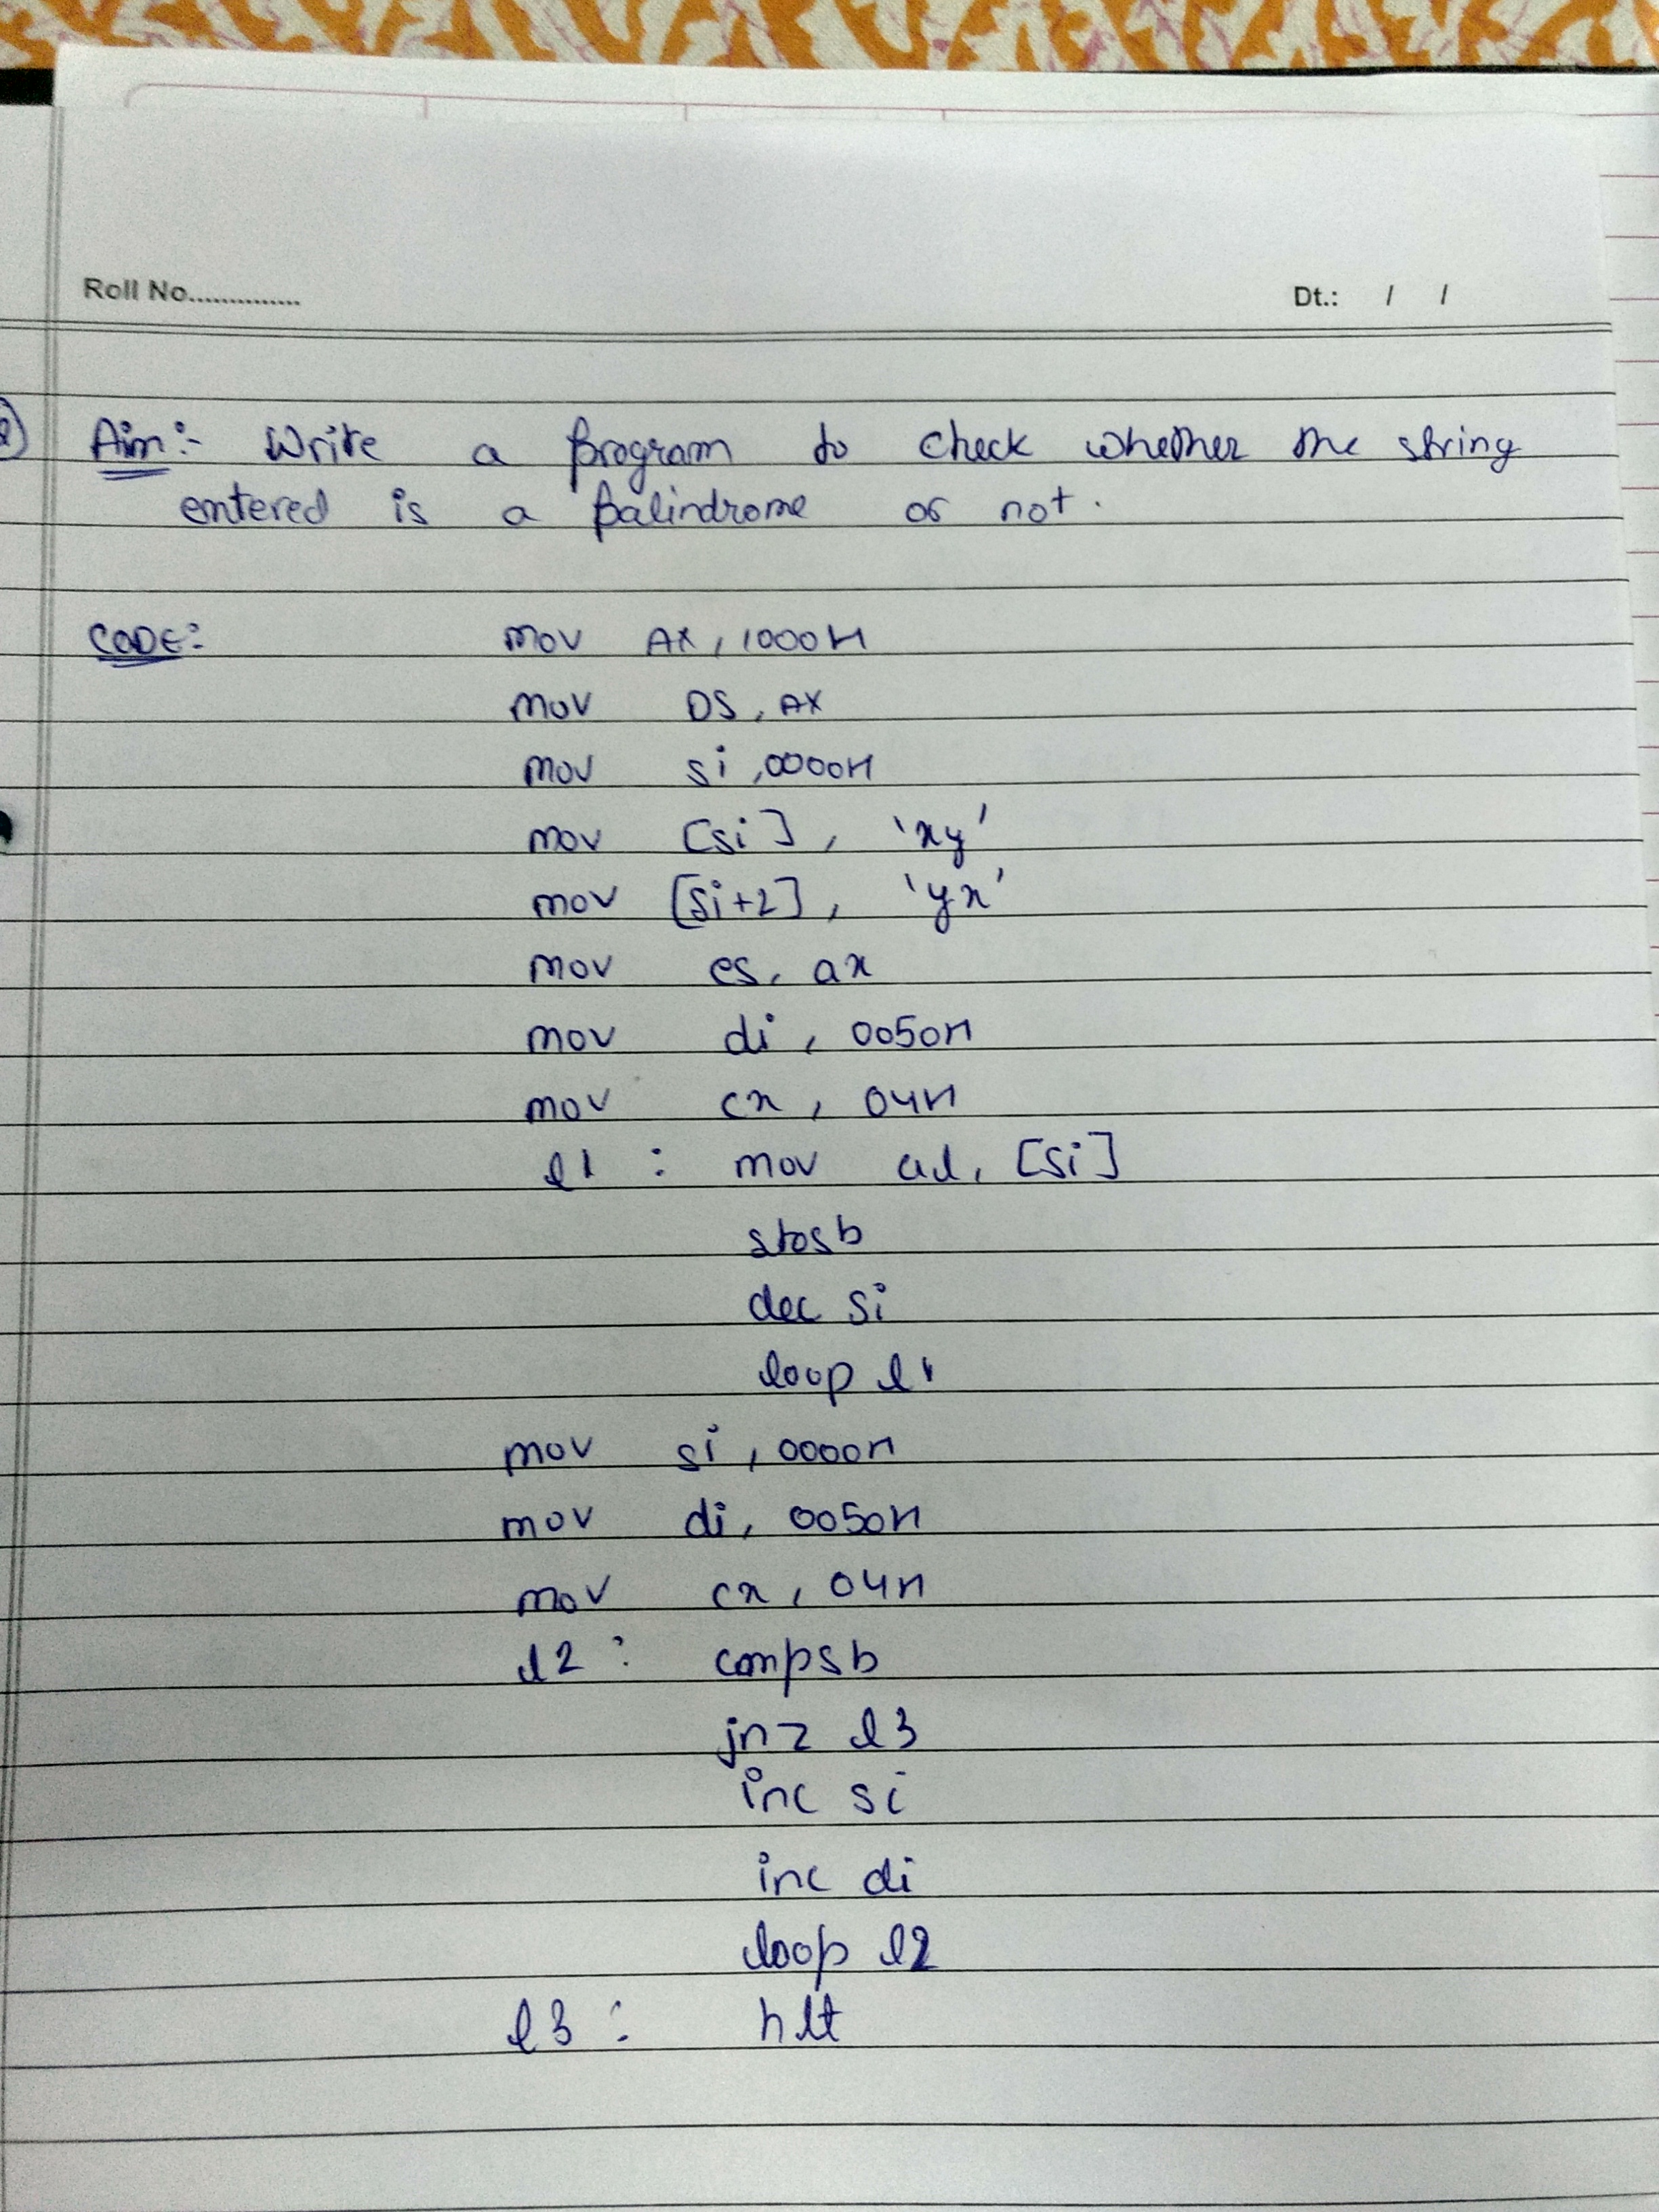 Roll No.............. Dt.: / /
Aim:- Write a program to check whether the string
entered is a palindrome or not.
CODE:- MOV AX, 1000H
MOV DS, AX
MOV si, 0000H
MOV [si], 'xy'
MOV [si+2], 'yx'
MOV es, ax
MOV di, 0050H
MOV cx, 04H
l1 : mov al, [si]
stosb
dec si
loop l1
MOV si, 0000H
MOV di, 0050H
MOV cx, 04H
l2 : compsb
jnz l3
inc si
inc di
loop l2
l3 : hlt